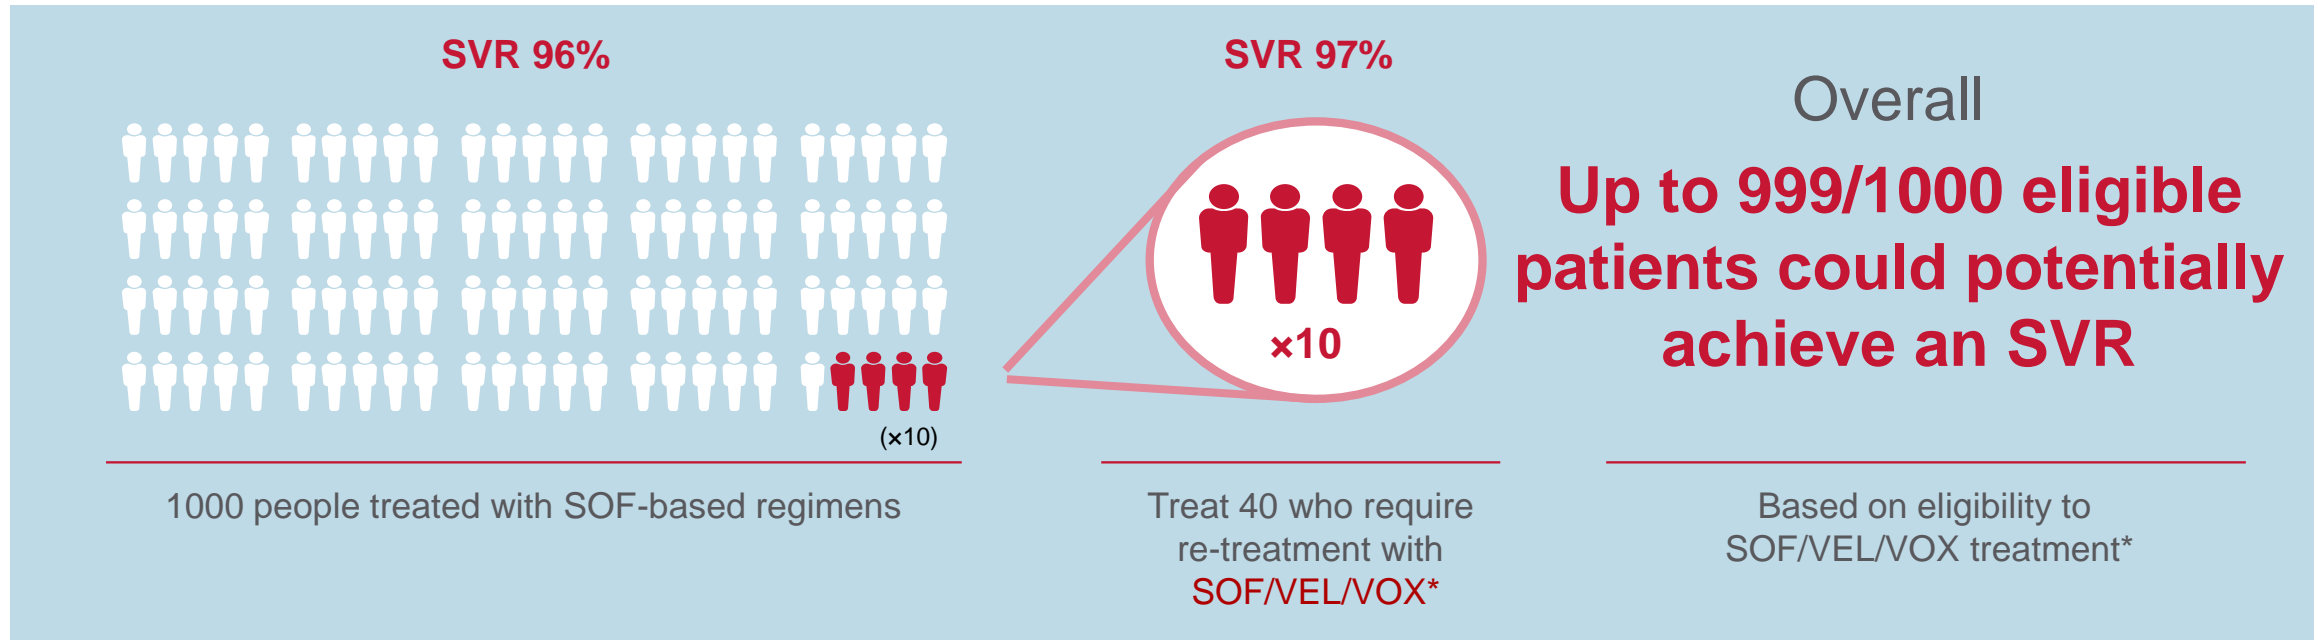 SVR 96%
(×10)
1000 people treated with SOF-based regimens
SVR 97%
×10
Treat 40 who require
re-treatment with
SOF/VEL/VOX*
Overall
Up to 999/1000 eligible
patients could potentially
achieve an SVR
Based on eligibility to
SOF/VEL/VOX treatment*